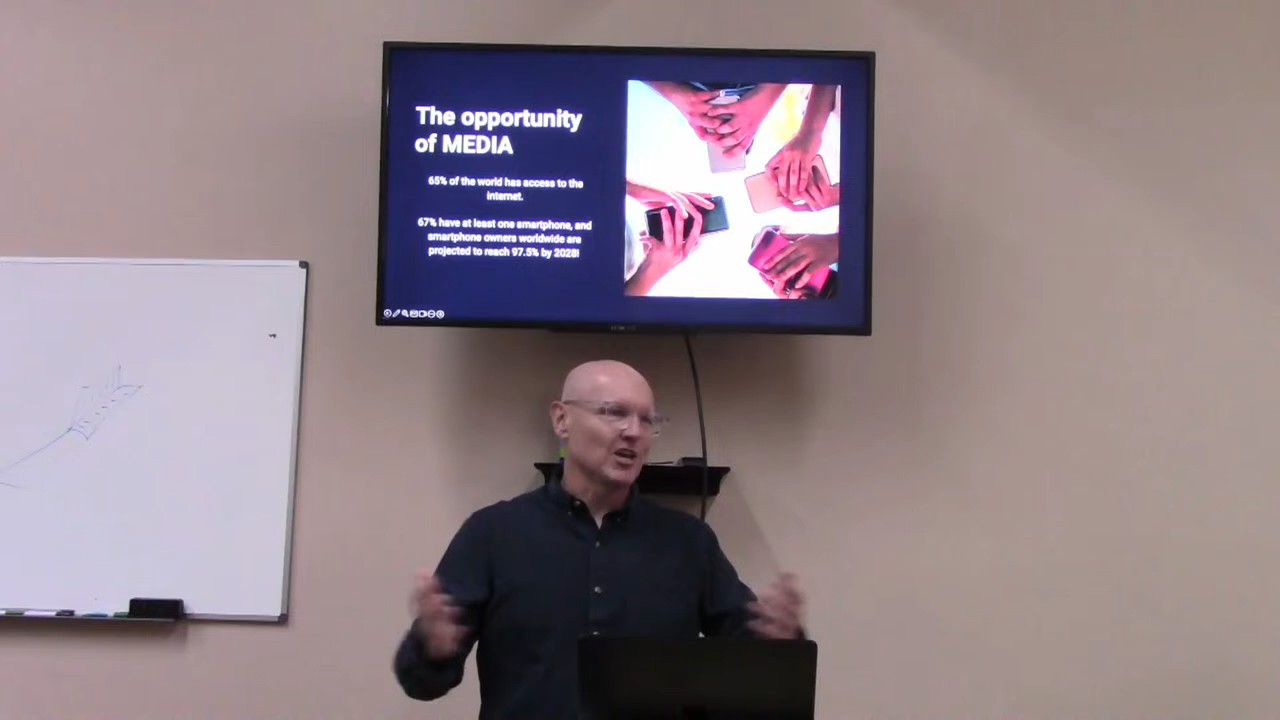 The opportunity
of MEDIA
65% of the world has access to the
internet.
67% have at least one smartphone, and
smartphone owners worldwide are
projected to reach 97.5% by 2028!